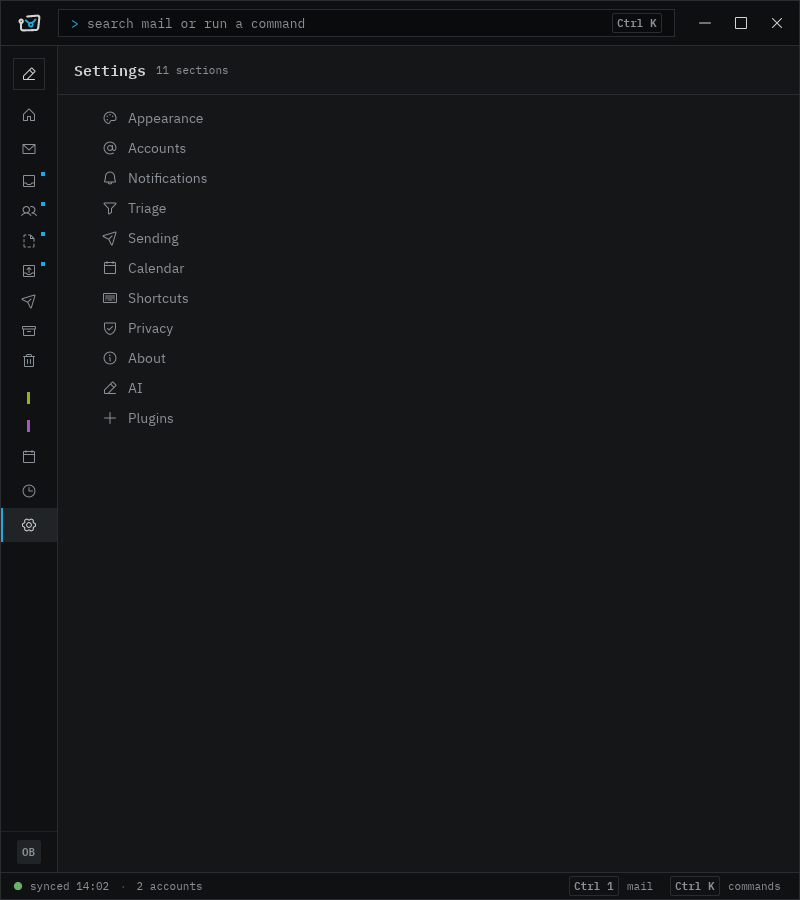 > search mail or run a command Ctrl K
Settings 11 sections
Appearance
Accounts
Notifications
Triage
Sending
Calendar
Shortcuts
Privacy
About
AI
Plugins
OB
synced 14:02 · 2 accounts Ctrl 1 mail Ctrl K commands